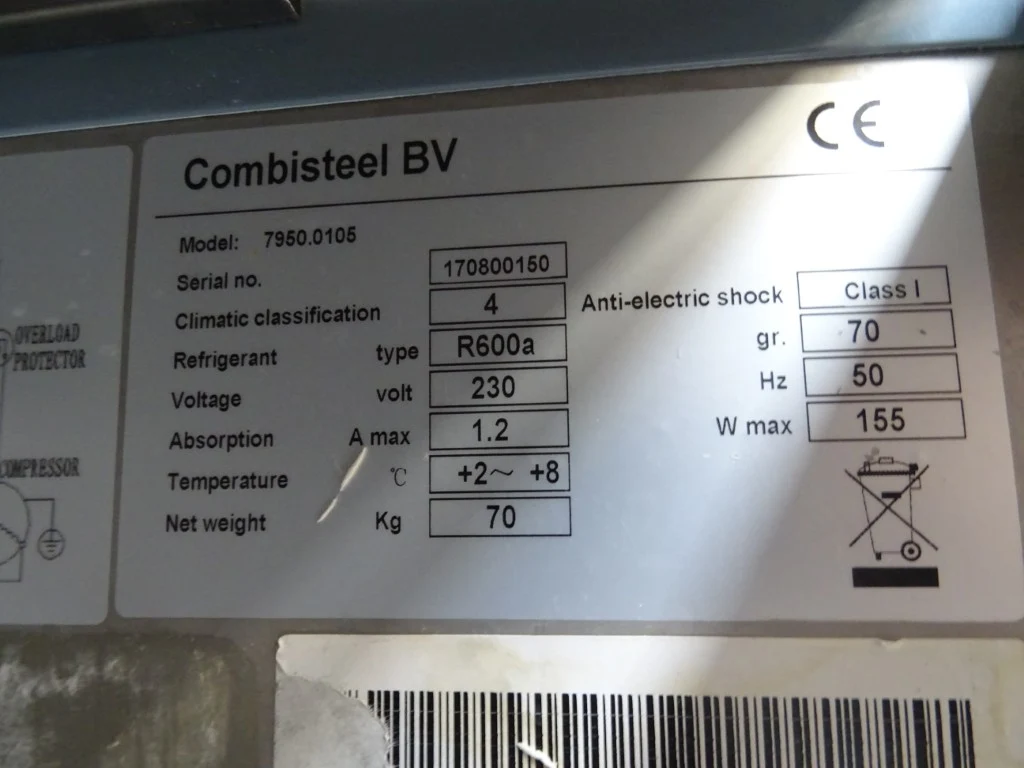 Combisteel BV
CE
Model: 7950.0105
Serial no. 170800150
Climatic classification 4 Anti-electric shock Class I
Refrigerant type R600a gr. 70
Voltage volt 230 Hz 50
Absorption A max 1.2 W max 155
Temperature ℃ +2～ +8
Net weight Kg 70
OVERLOAD
PROTECTOR
COMPRESSOR